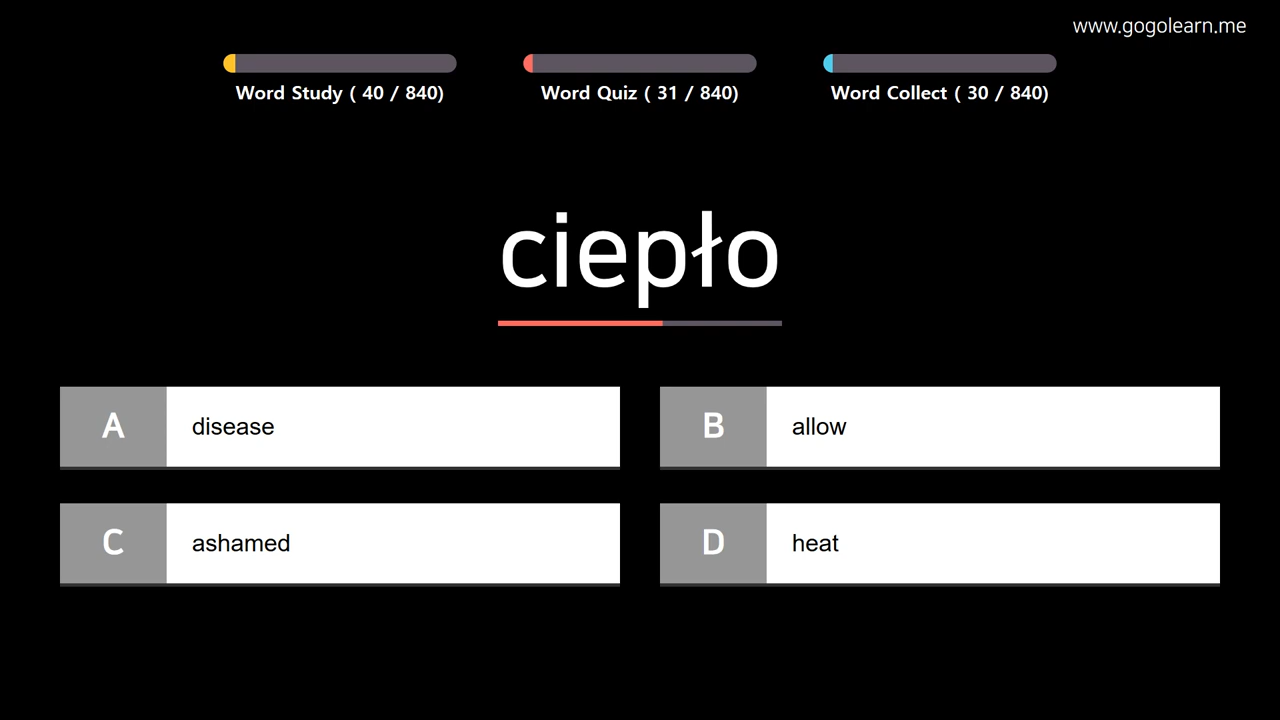 www.gogolearn.me
Word Study ( 40 / 840)
Word Quiz ( 31 / 840)
Word Collect ( 30 / 840)
ciepło
A disease
B allow
C ashamed
D heat